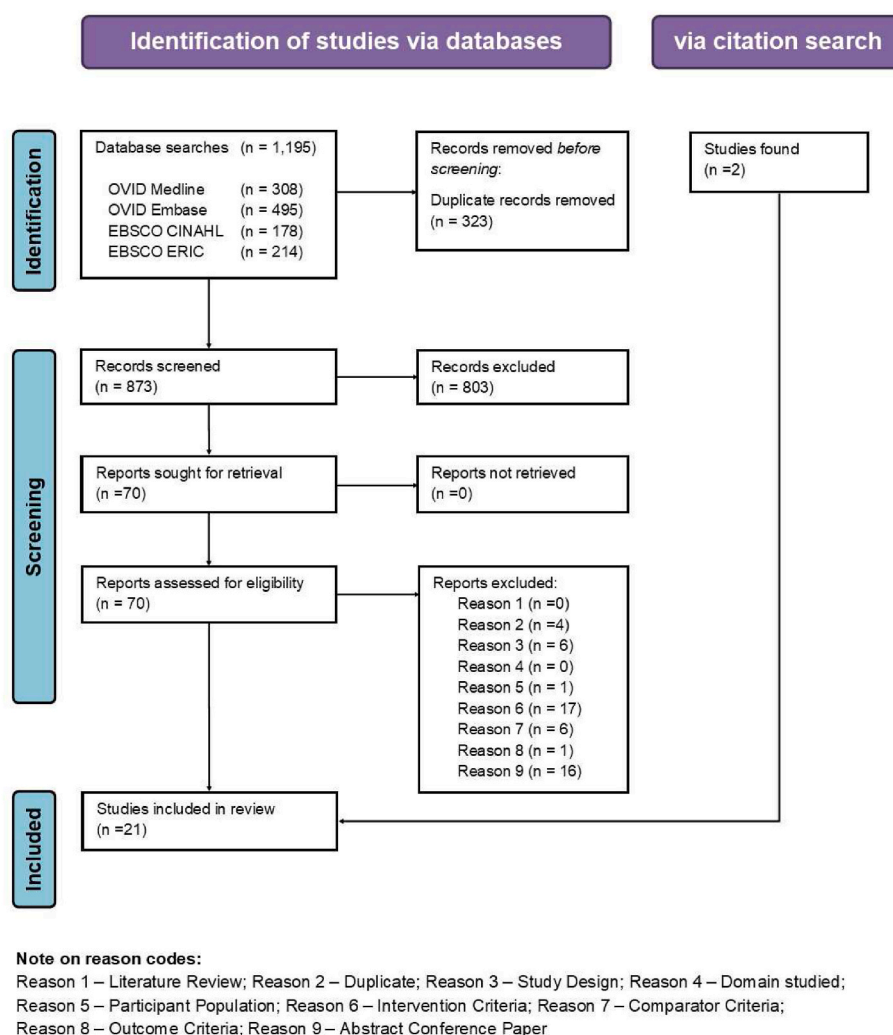 Identification of studies via databases
via citation search
Identification
Database searches (n = 1,195)
OVID Medline (n = 308)
OVID Embase (n = 495)
EBSCO CINAHL (n = 178)
EBSCO ERIC (n = 214)
Records removed before
screening:
Duplicate records removed
(n = 323)
Studies found
(n =2)
Screening
Records screened
(n = 873)
Records excluded
(n = 803)
Reports sought for retrieval
(n =70)
Reports not retrieved
(n =0)
Reports assessed for eligibility
(n = 70)
Reports excluded:
Reason 1 (n =0)
Reason 2 (n =4)
Reason 3 (n = 6)
Reason 4 (n = 0)
Reason 5 (n = 1)
Reason 6 (n = 17)
Reason 7 (n = 6)
Reason 8 (n = 1)
Reason 9 (n = 16)
Included
Studies included in review
(n =21)
Note on reason codes:
Reason 1 – Literature Review; Reason 2 – Duplicate; Reason 3 – Study Design; Reason 4 – Domain studied;
Reason 5 – Participant Population; Reason 6 – Intervention Criteria; Reason 7 – Comparator Criteria;
Reason 8 – Outcome Criteria; Reason 9 – Abstract Conference Paper